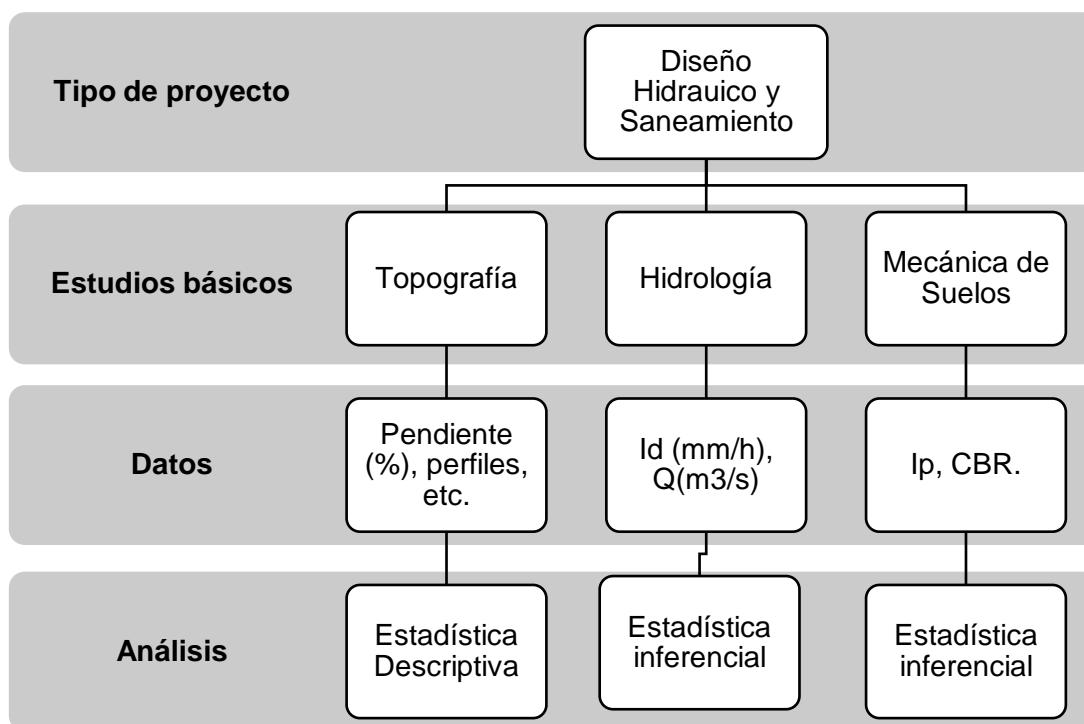 Tipo de proyecto
Diseño
Hidrauico y
Saneamiento
Estudios básicos
Topografía
Hidrología
Mecánica de
Suelos
Datos
Pendiente
(%), perfiles,
etc.
Id (mm/h),
Q(m3/s)
Ip, CBR.
Análisis
Estadística
Descriptiva
Estadística
inferencial
Estadística
inferencial